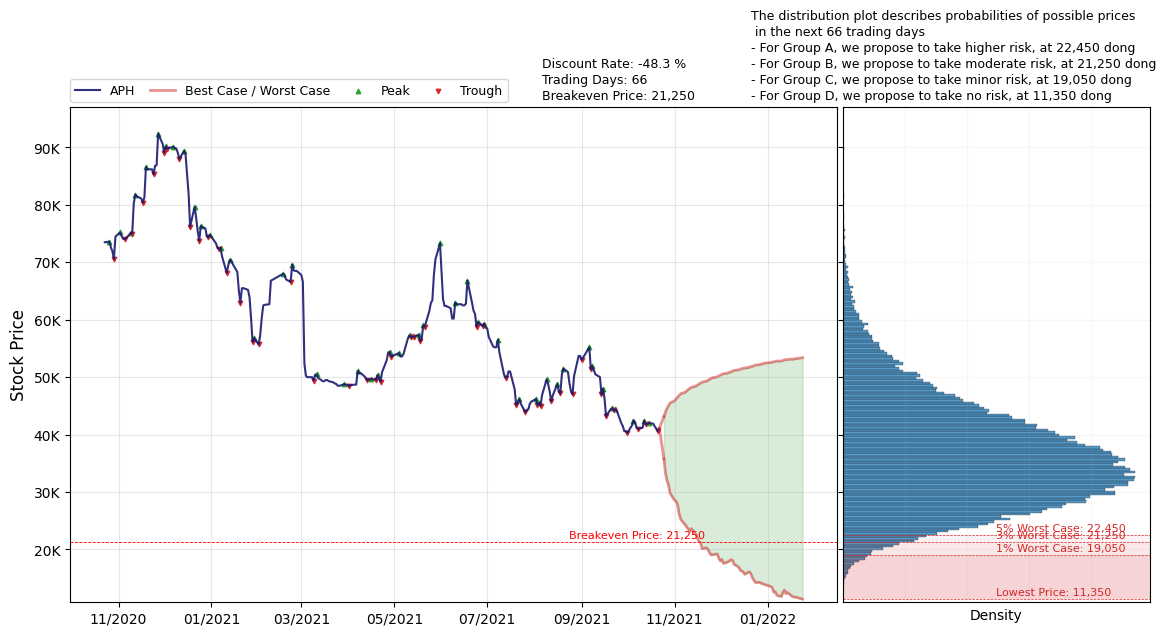 The distribution plot describes probabilities of possible prices
in the next 66 trading days
- For Group A, we propose to take higher risk, at 22,450 dong
- For Group B, we propose to take moderate risk, at 21,250 dong
- For Group C, we propose to take minor risk, at 19,050 dong
- For Group D, we propose to take no risk, at 11,350 dong
Discount Rate: -48.3 %
Trading Days: 66
Breakeven Price: 21,250
APH
Best Case / Worst Case
Peak
Trough
Stock Price
90K
80K
70K
60K
50K
40K
30K
20K
Breakeven Price: 21,250
11/2020
01/2021
03/2021
05/2021
07/2021
09/2021
11/2021
01/2022
5% Worst Case: 22,450
3% Worst Case: 21,250
1% Worst Case: 19,050
Lowest Price: 11,350
Density